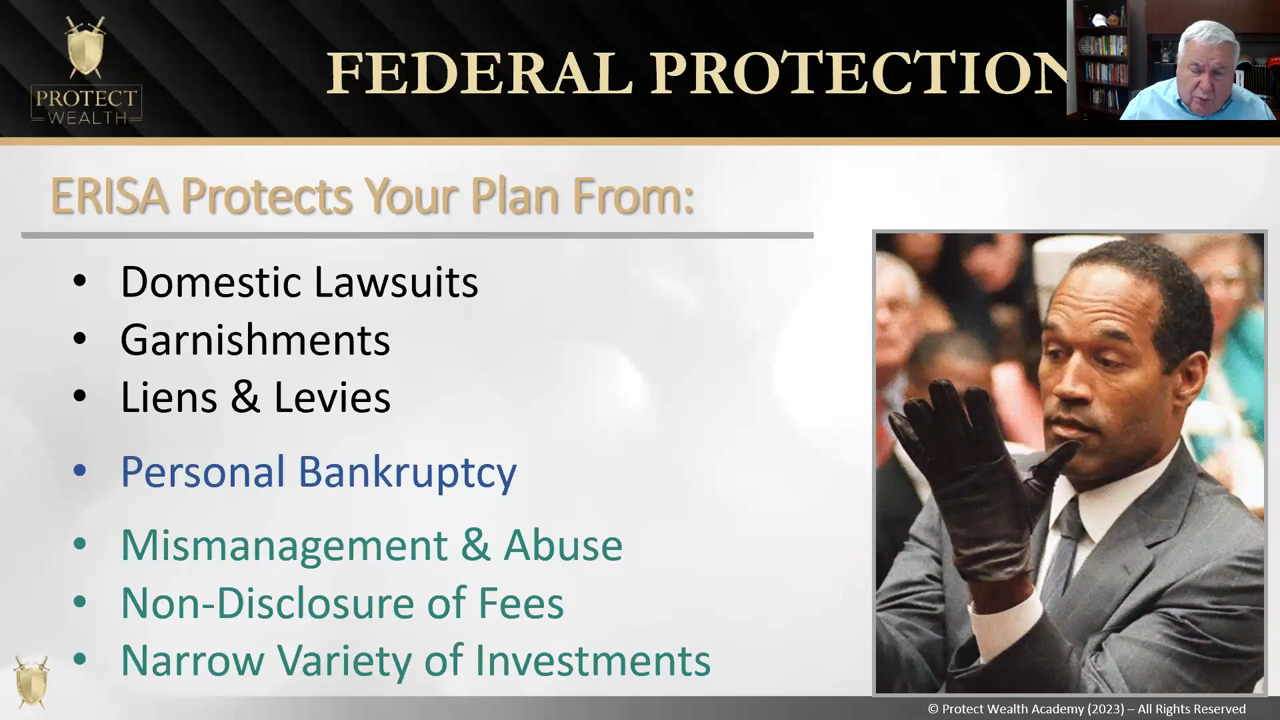 PROTECT
WEALTH
FEDERAL PROTECTION
ERISA Protects Your Plan From:
• Domestic Lawsuits
• Garnishments
• Liens & Levies
• Personal Bankruptcy
• Mismanagement & Abuse
• Non-Disclosure of Fees
• Narrow Variety of Investments
© Protect Wealth Academy (2023) – All Rights Reserved